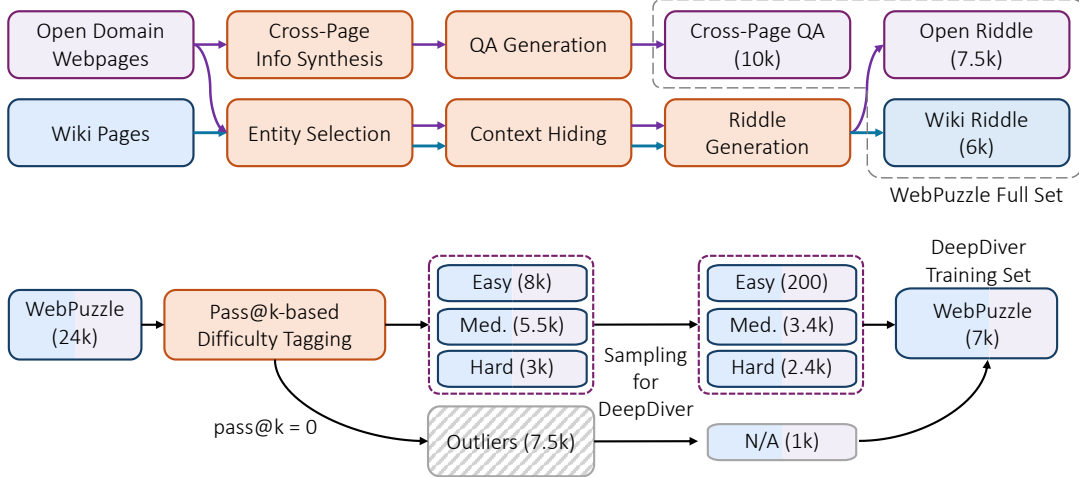 Open Domain
Webpages
Cross-Page
Info Synthesis
QA Generation
Cross-Page QA
(10k)
Open Riddle
(7.5k)
Wiki Pages
Entity Selection
Context Hiding
Riddle
Generation
Wiki Riddle
(6k)
WebPuzzle Full Set
WebPuzzle
(24k)
Pass@k-based
Difficulty Tagging
Easy (8k)
Med. (5.5k)
Hard (3k)
Sampling
for
DeepDiver
Easy (200)
Med. (3.4k)
Hard (2.4k)
DeepDiver
Training Set
WebPuzzle
(7k)
pass@k = 0
Outliers (7.5k)
N/A (1k)